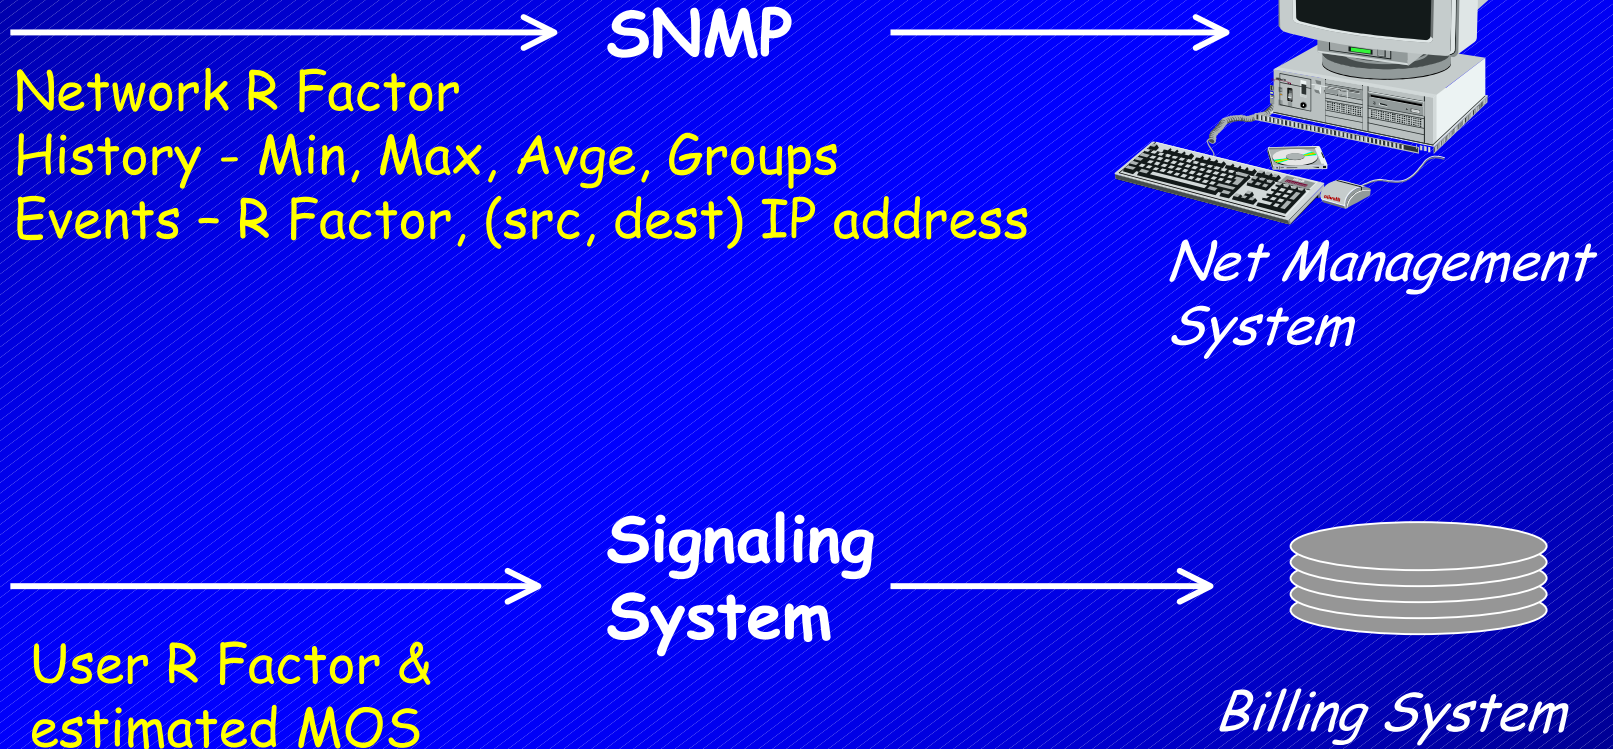 SNMP
Network R Factor
History - Min, Max, Avge, Groups
Events – R Factor, (src, dest) IP address
Net Management
System
Signaling
System
User R Factor &
estimated MOS
Billing System